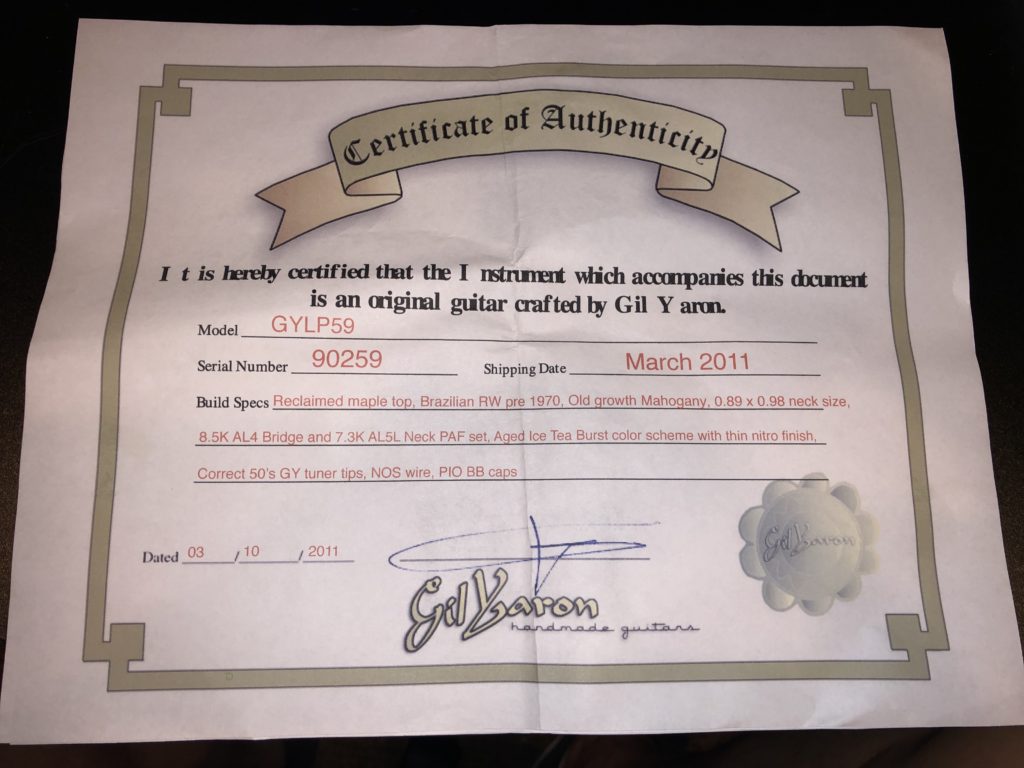 Certificate of Authenticity
It is hereby certified that the Instrument which accompanies this document
is an original guitar crafted by Gil Yaron.
Model GYLP59
Serial Number 90259 Shipping Date March 2011
Build Specs Reclaimed maple top, Brazilian RW pre 1970, Old growth Mahogany, 0.89 x 0.98 neck size,
8.5K AL4 Bridge and 7.3K AL5L Neck PAF set, Aged Ice Tea Burst color scheme with thin nitro finish,
Correct 50's GY tuner tips, NOS wire, PIO BB caps
Gil Yaron
Dated 03 / 10 / 2011
Gil Yaron
handmade guitars